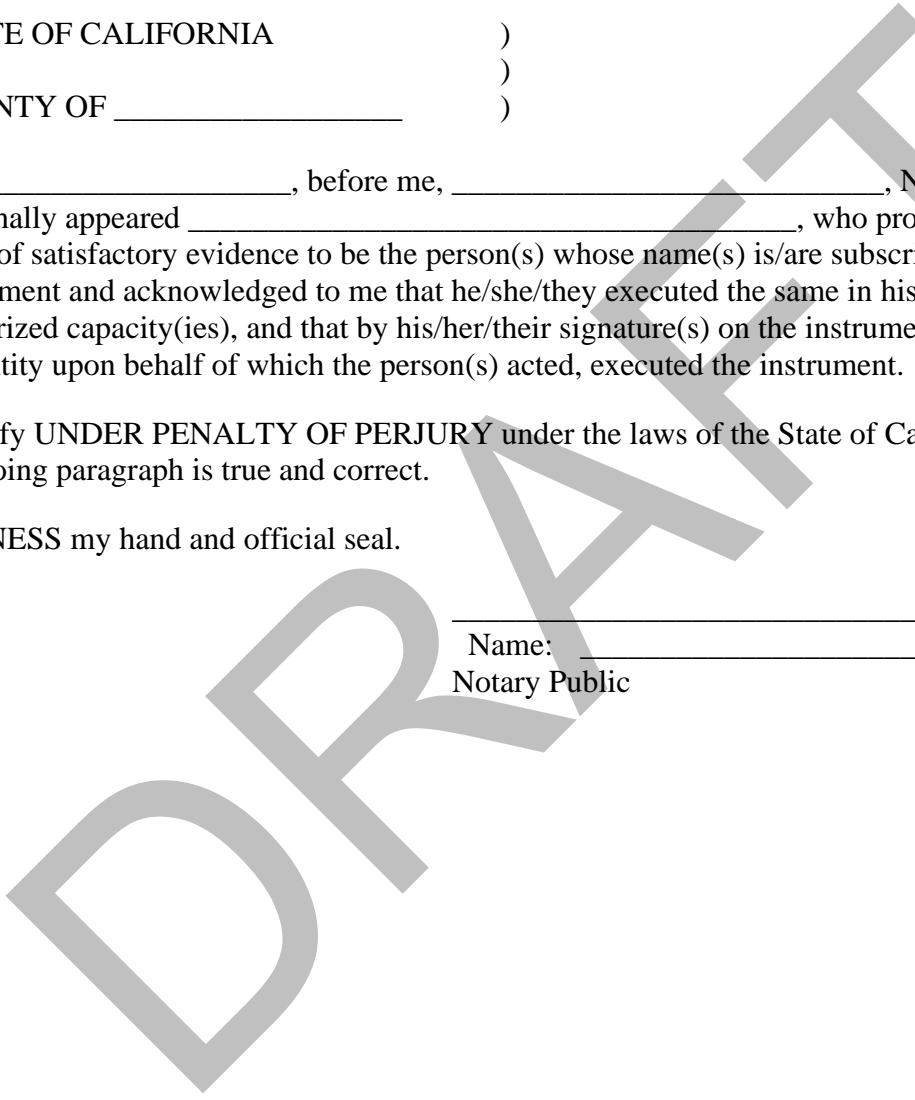 TE OF CALIFORNIA )
)
NTY OF __________________ )
__________________, before me, ___________________________, N
nally appeared ______________________________________, who pro
of satisfactory evidence to be the person(s) whose name(s) is/are subscri
ment and acknowledged to me that he/she/they executed the same in his
rized capacity(ies), and that by his/her/their signature(s) on the instrume
tity upon behalf of which the person(s) acted, executed the instrument.
fy UNDER PENALTY OF PERJURY under the laws of the State of Ca
oing paragraph is true and correct.
NESS my hand and official seal.
_____________________________
Name: _____________________
Notary Public
DRAFT